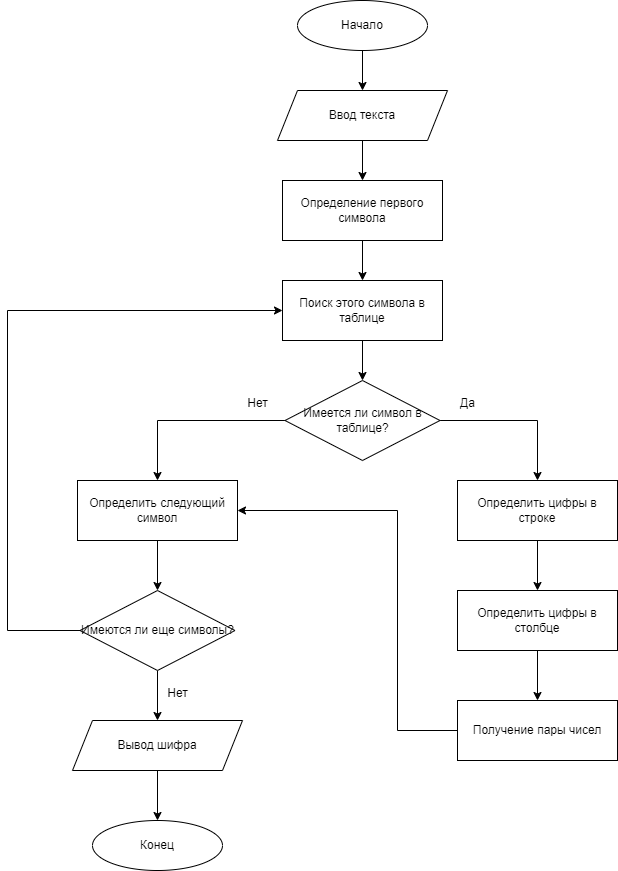 Начало
Ввод текста
Определение первого
символа
Поиск этого символа в
таблице
Нет
Имеется ли символ в
таблице?
Да
Определить следующий
символ
Определить цифры в
строке
Имеются ли еще символы?
Определить цифры в
столбце
Нет
Получение пары чисел
Вывод шифра
Конец